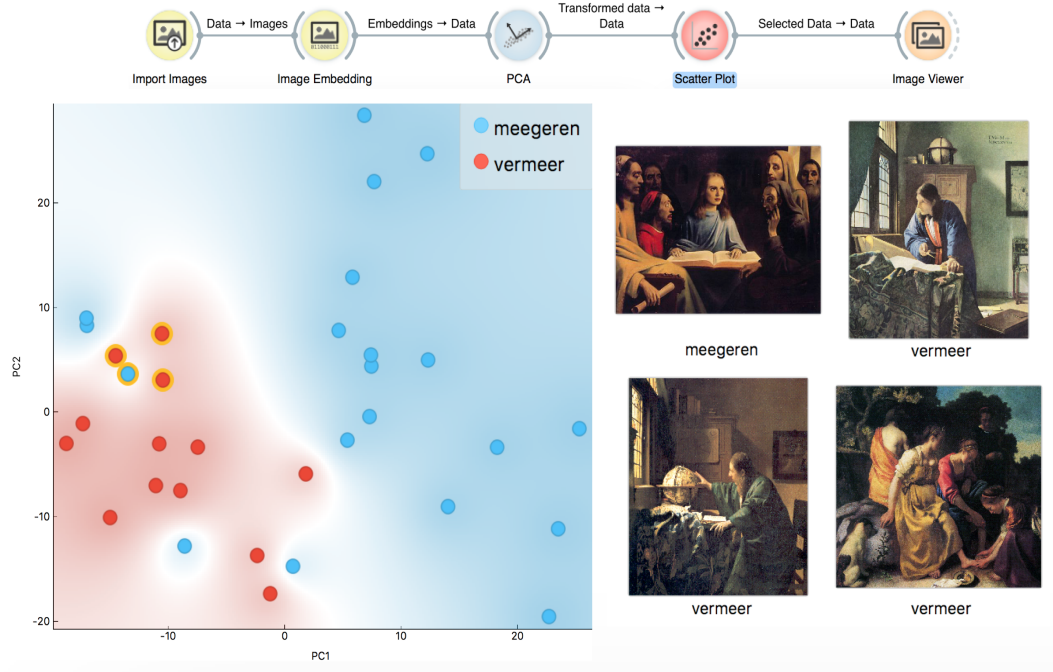 Data → Images
Embeddings → Data
Transformed data →
Data
Selected Data → Data
Import Images
Image Embedding
PCA
Scatter Plot
Image Viewer
meegeren
vermeer
20
10
0
-10
-20
PC2
-10
0
10
20
PC1
meegeren
vermeer
vermeer
vermeer